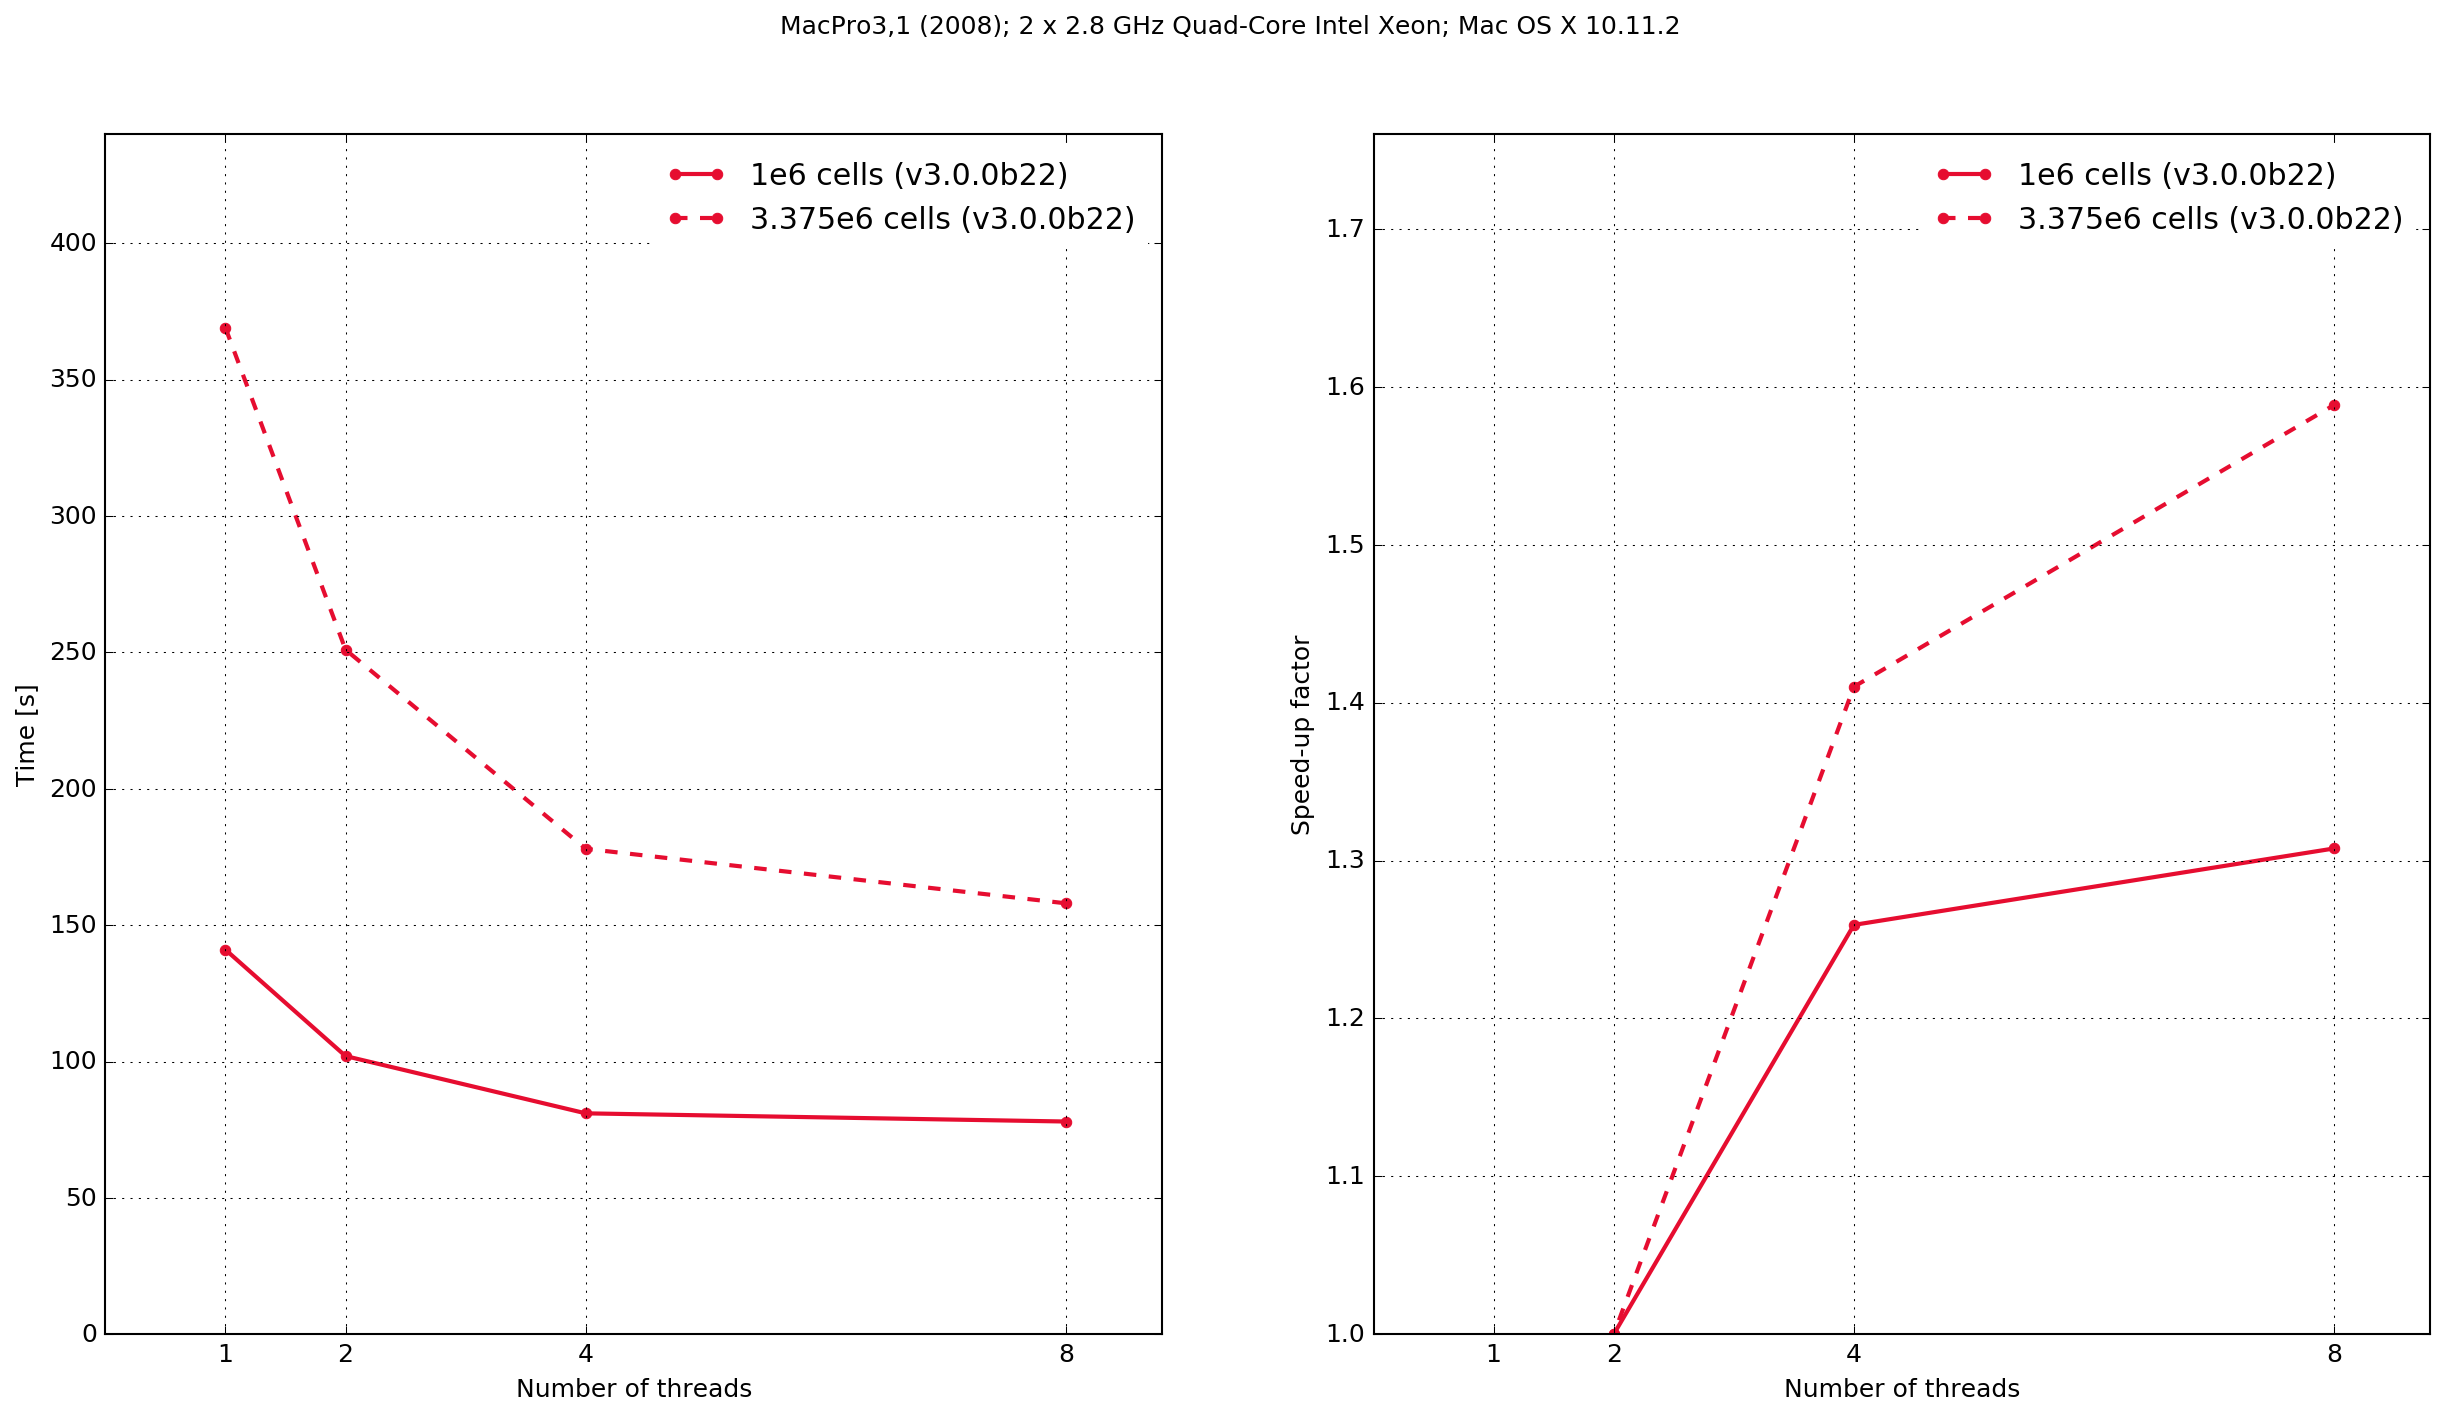 MacPro3,1 (2008); 2 x 2.8 GHz Quad-Core Intel Xeon; Mac OS X 10.11.2
1e6 cells (v3.0.0b22)
3.375e6 cells (v3.0.0b22)
400
350
300
250
200
150
100
50
0
Time [s]
1 2 4 8
Number of threads
1e6 cells (v3.0.0b22)
3.375e6 cells (v3.0.0b22)
1.7
1.6
1.5
1.4
1.3
1.2
1.1
1.0
Speed-up factor
1 2 4 8
Number of threads